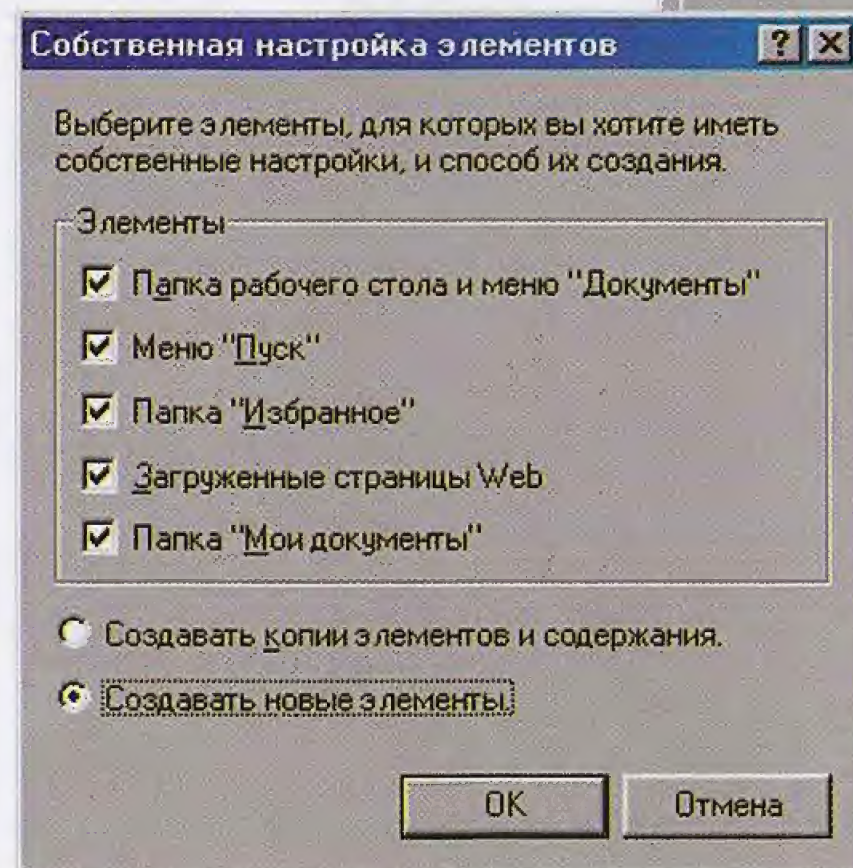 Собственная настройка элементов
Выберите элементы, для которых вы хотите иметь
собственные настройки, и способ их создания.
Элементы
Папка рабочего стола и меню "Документы"
Меню "Пуск"
Папка "Избранное"
Загруженные страницы Web
Папка "Мои документы"
Создавать копии элементов и содержания.
Создавать новые элементы.
OK
Отмена